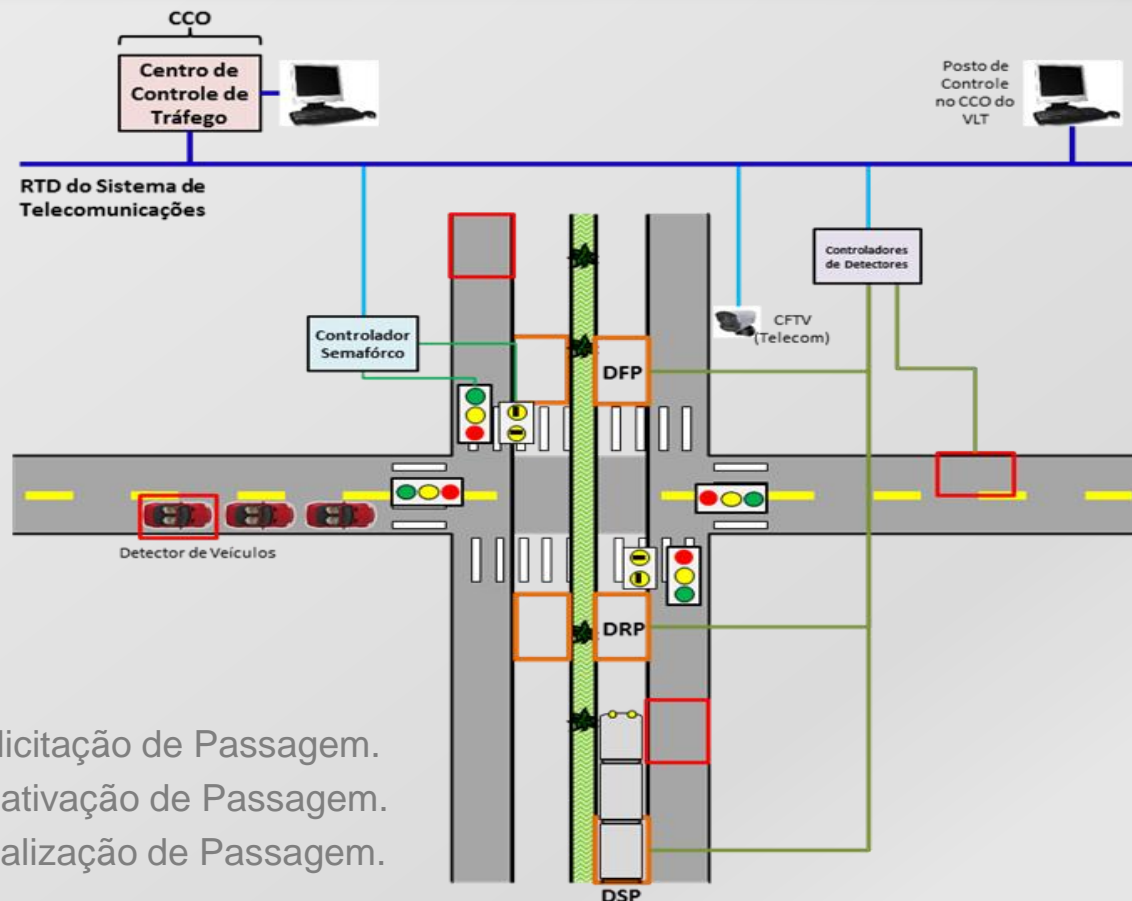 CCO
Centro de
Controle de
Tráfego
Posto de
Controle
no CCO do
VLT
RTD do Sistema de
Telecomunicações
Controladores
de Detectores
Controlador
Semafórco
CFTV
(Telecom)
DFP
Detector de Veículos
DRP
licitação de Passagem.
ativação de Passagem.
alização de Passagem.
DSP